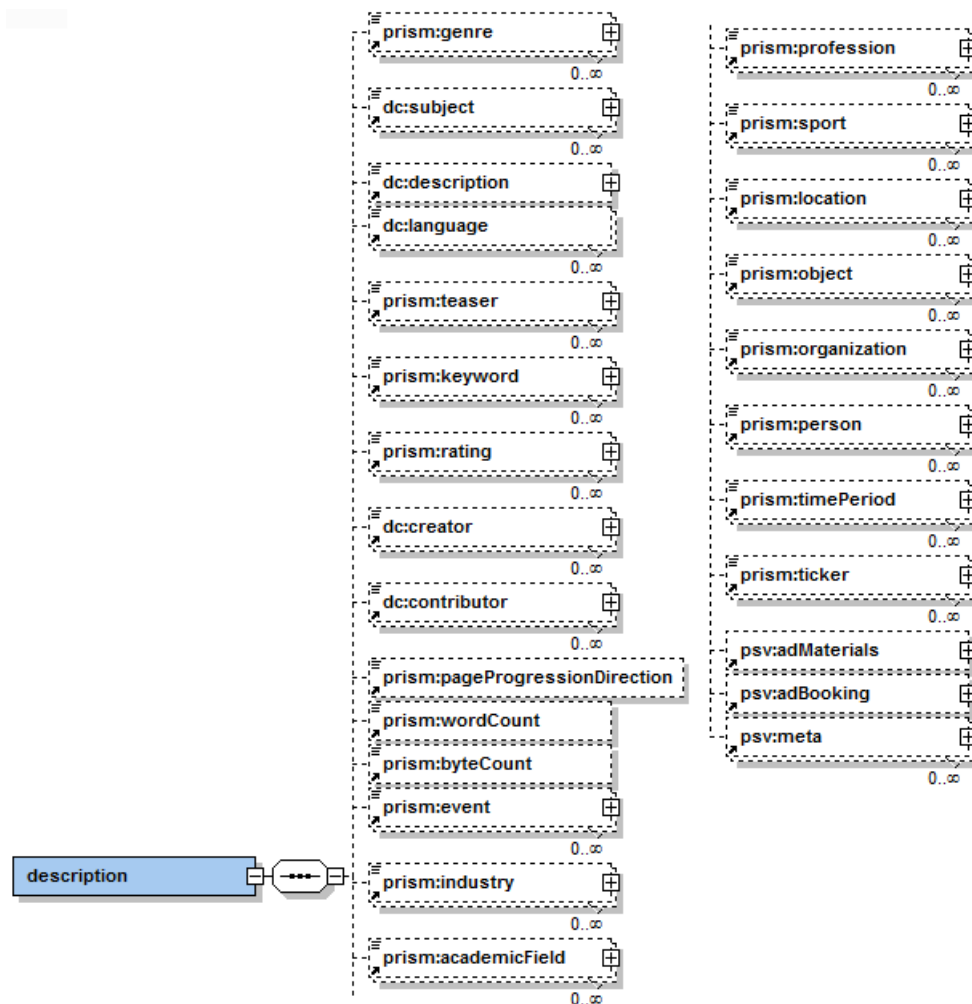 prism:genre
0..∞
dc:subject
0..∞
dc:description
dc:language
0..∞
prism:teaser
0..∞
prism:keyword
0..∞
prism:rating
0..∞
dc:creator
0..∞
dc:contributor
0..∞
prism:pageProgressionDirection
prism:wordCount
prism:byteCount
prism:event
0..∞
description
prism:industry
0..∞
prism:academicField
0..∞
prism:profession
0..∞
prism:sport
0..∞
prism:location
0..∞
prism:object
0..∞
prism:organization
0..∞
prism:person
0..∞
prism:timePeriod
0..∞
prism:ticker
0..∞
psv:adMaterials
psv:adBooking
psv:meta
0..∞